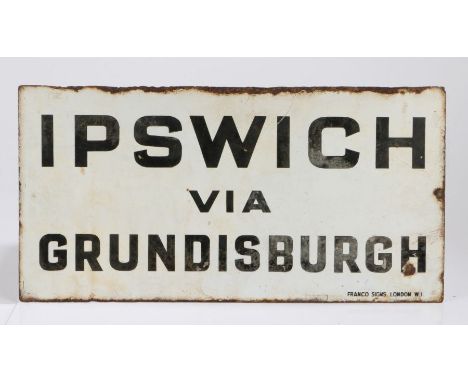 IPSWICH
VIA
GRUNDISBURGH
FRANCO SIGNS, LONDON W.1